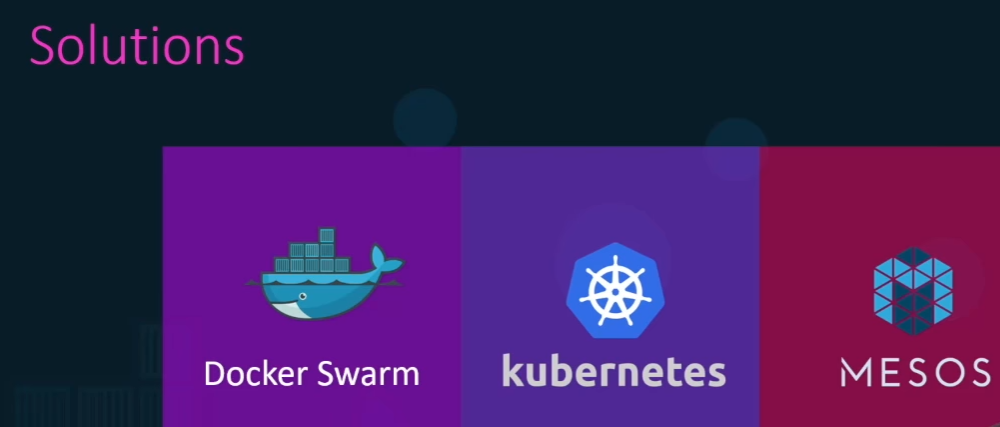 Solutions
Docker Swarm
kubernetes
MESOS